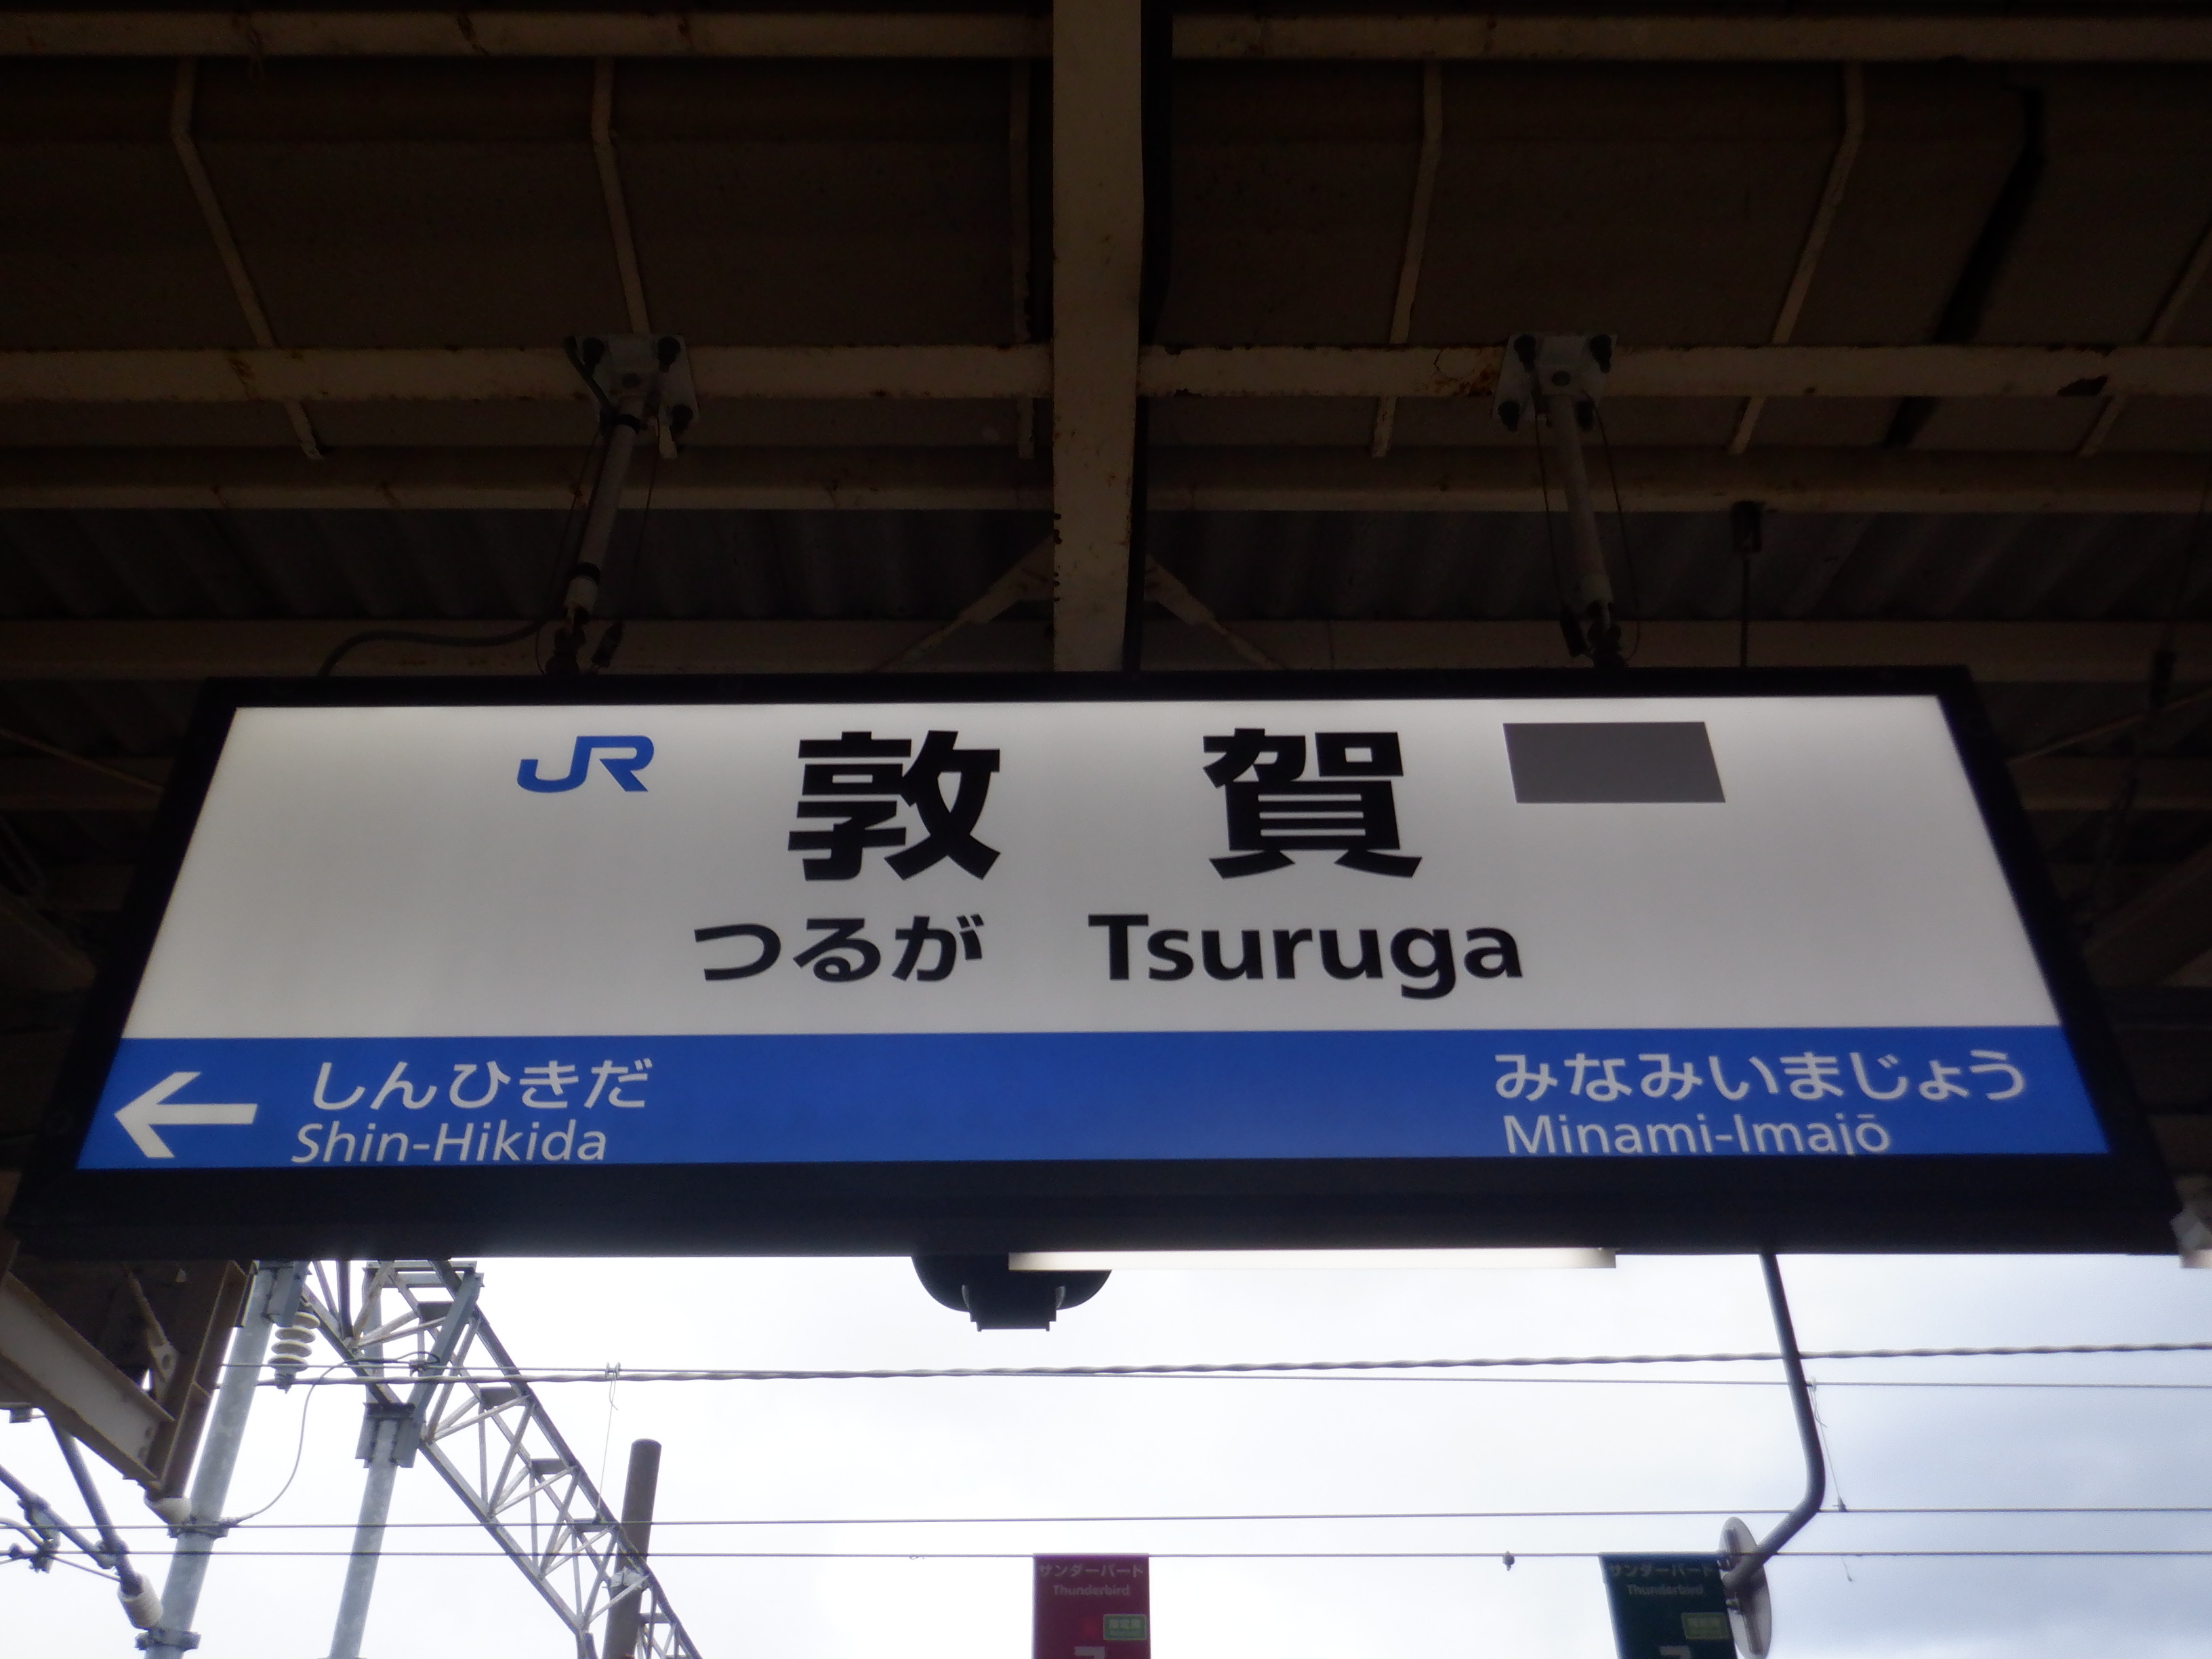 JR 敦賀
つるが Tsuruga
← しんひきだ みなみいまじょう
Shin-Hikida Minami-Imajō
サンダーバード サンダーバード
Thunderbird Thunderbird